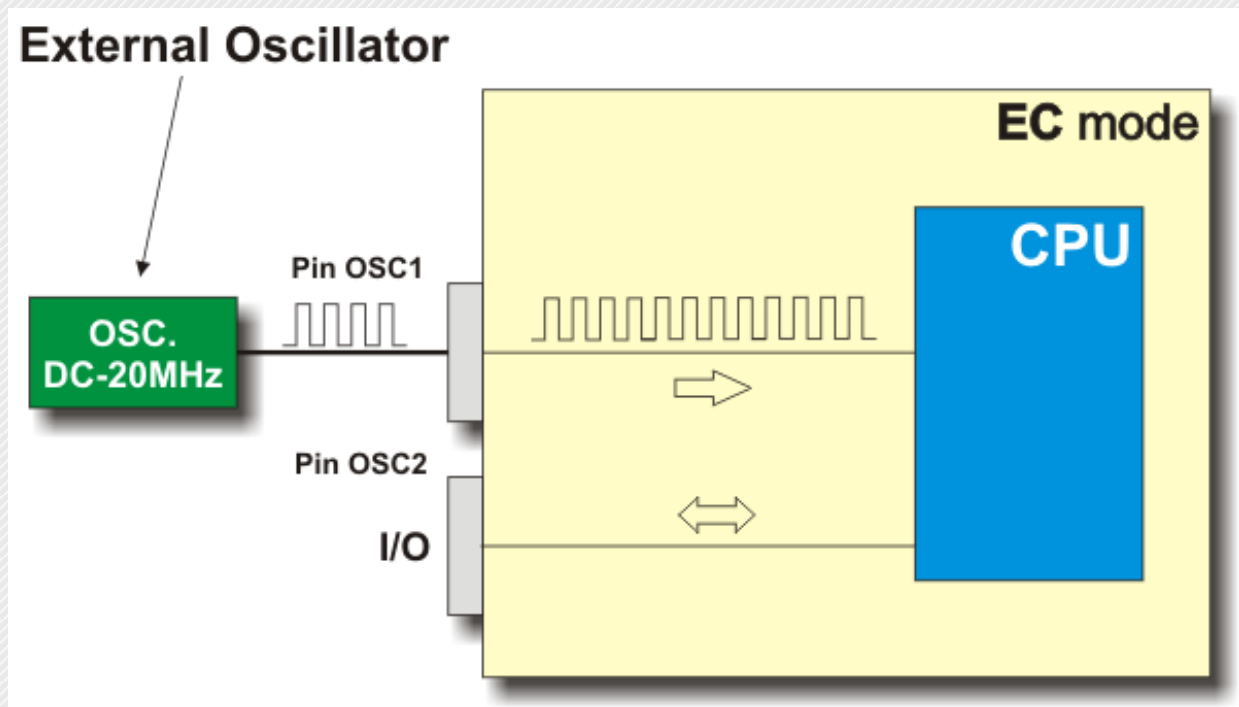 External Oscillator
EC mode
CPU
Pin OSC1
OSC.
DC-20MHz
Pin OSC2
I/O